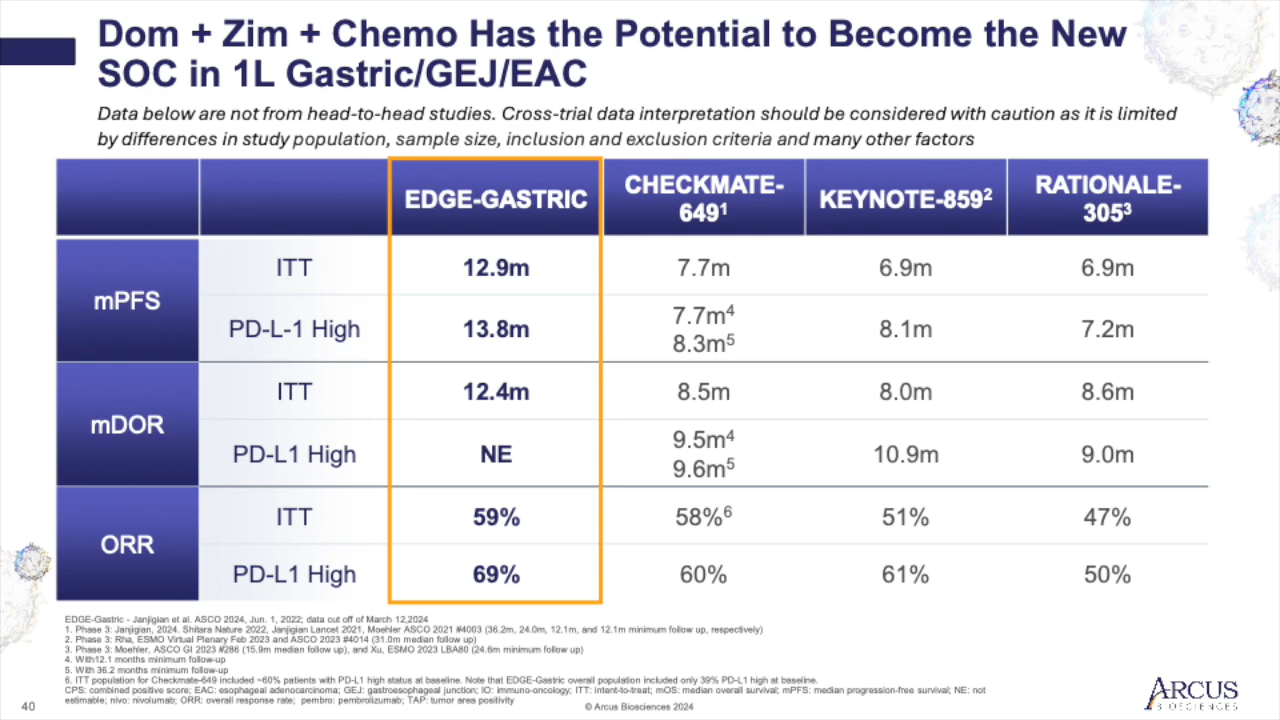 Dom + Zim + Chemo Has the Potential to Become the New
SOC in 1L Gastric/GEJ/EAC
Data below are not from head-to-head studies. Cross-trial data interpretation should be considered with caution as it is limited
by differences in study population, sample size, inclusion and exclusion criteria and many other factors
EDGE-GASTRIC
CHECKMATE-
649¹
KEYNOTE-859²
RATIONALE-
305³
mPFS
ITT
12.9m
7.7m
6.9m
6.9m
PD-L-1 High
13.8m
7.7m⁴
8.3m⁵
8.1m
7.2m
mDOR
ITT
12.4m
8.5m
8.0m
8.6m
PD-L1 High
NE
9.5m⁴
9.6m⁵
10.9m
9.0m
ORR
ITT
59%
58%⁶
51%
47%
PD-L1 High
69%
60%
61%
50%
EDGE-Gastric - Janjigian et al. ASCO 2024, Jun. 1, 2022; data cut off of March 12,2024
1. Phase 3: Janjigian, 2024. Shitara Nature 2022, Janjigian Lancet 2021, Moehler ASCO 2021 #4003 (36.2m, 24.0m, 12.1m, and 12.1m minimum follow up, respectively)
2. Phase 3: Rha, ESMO Virtual Plenary Feb 2023 and ASCO 2023 #4014 (31.0m median follow up)
3. Phase 3: Moehler, ASCO GI 2023 #286 (15.9m median follow up), and Xu, ESMO 2023 LBA80 (24.6m minimum follow up)
4. With12.1 months minimum follow-up
5. With 36.2 months minimum follow-up
6. ITT population for Checkmate-649 included ~60% patients with PD-L1 high status at baseline. Note that EDGE-Gastric overall population included only 39% PD-L1 high at baseline.
CPS: combined positive score; EAC: esophageal adenocarcinoma; GEJ: gastroesophageal junction; IO: immuno-oncology; ITT: intent-to-treat; mOS: median overall survival; mPFS: median progression-free survival; NE: not
estimable; nivo: nivolumab; ORR: overall response rate; pembro: pembrolizumab; TAP: tumor area positivity
40
© Arcus Biosciences 2024
ARCUS
BIOSCIENCES